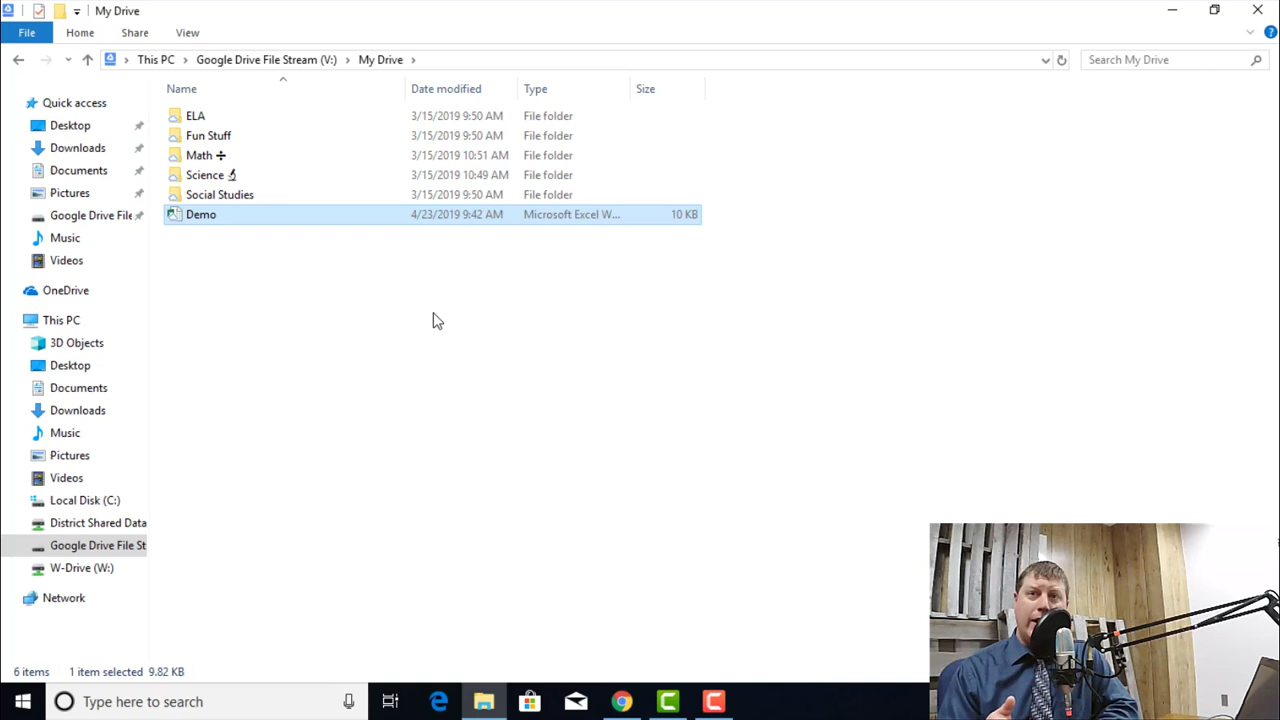 My Drive
File Home Share View
This PC Google Drive File Stream (V:) My Drive Search My Drive
Name Date modified Type Size
Quick access
Desktop
Downloads
Documents
Pictures
Google Drive File
Music
Videos
OneDrive
This PC
3D Objects
Desktop
Documents
Downloads
Music
Pictures
Videos
Local Disk (C:)
District Shared Data
Google Drive File St
W-Drive (W:)
Network
ELA 3/15/2019 9:50 AM File folder
Fun Stuff 3/15/2019 9:50 AM File folder
Math ➗ 3/15/2019 10:51 AM File folder
Science 🔬 3/15/2019 10:49 AM File folder
Social Studies 3/15/2019 9:50 AM File folder
Demo 4/23/2019 9:42 AM Microsoft Excel W... 10 KB
6 items 1 item selected 9.82 KB
Type here to search